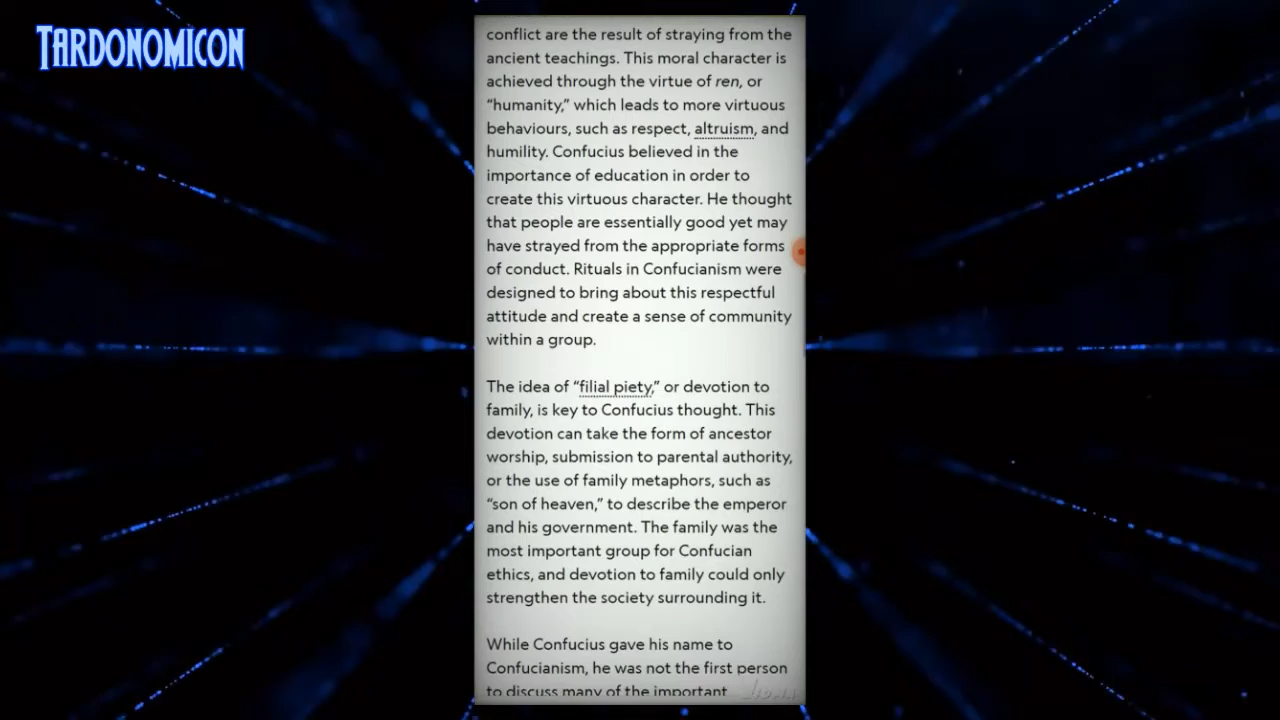 TARDONOMICON
conflict are the result of straying from the
ancient teachings. This moral character is
achieved through the virtue of ren, or
“humanity,” which leads to more virtuous
behaviours, such as respect, altruism, and
humility. Confucius believed in the
importance of education in order to
create this virtuous character. He thought
that people are essentially good yet may
have strayed from the appropriate forms
of conduct. Rituals in Confucianism were
designed to bring about this respectful
attitude and create a sense of community
within a group.
The idea of “filial piety,” or devotion to
family, is key to Confucius thought. This
devotion can take the form of ancestor
worship, submission to parental authority,
or the use of family metaphors, such as
“son of heaven,” to describe the emperor
and his government. The family was the
most important group for Confucian
ethics, and devotion to family could only
strengthen the society surrounding it.
While Confucius gave his name to
Confucianism, he was not the first person
to discuss many of the important